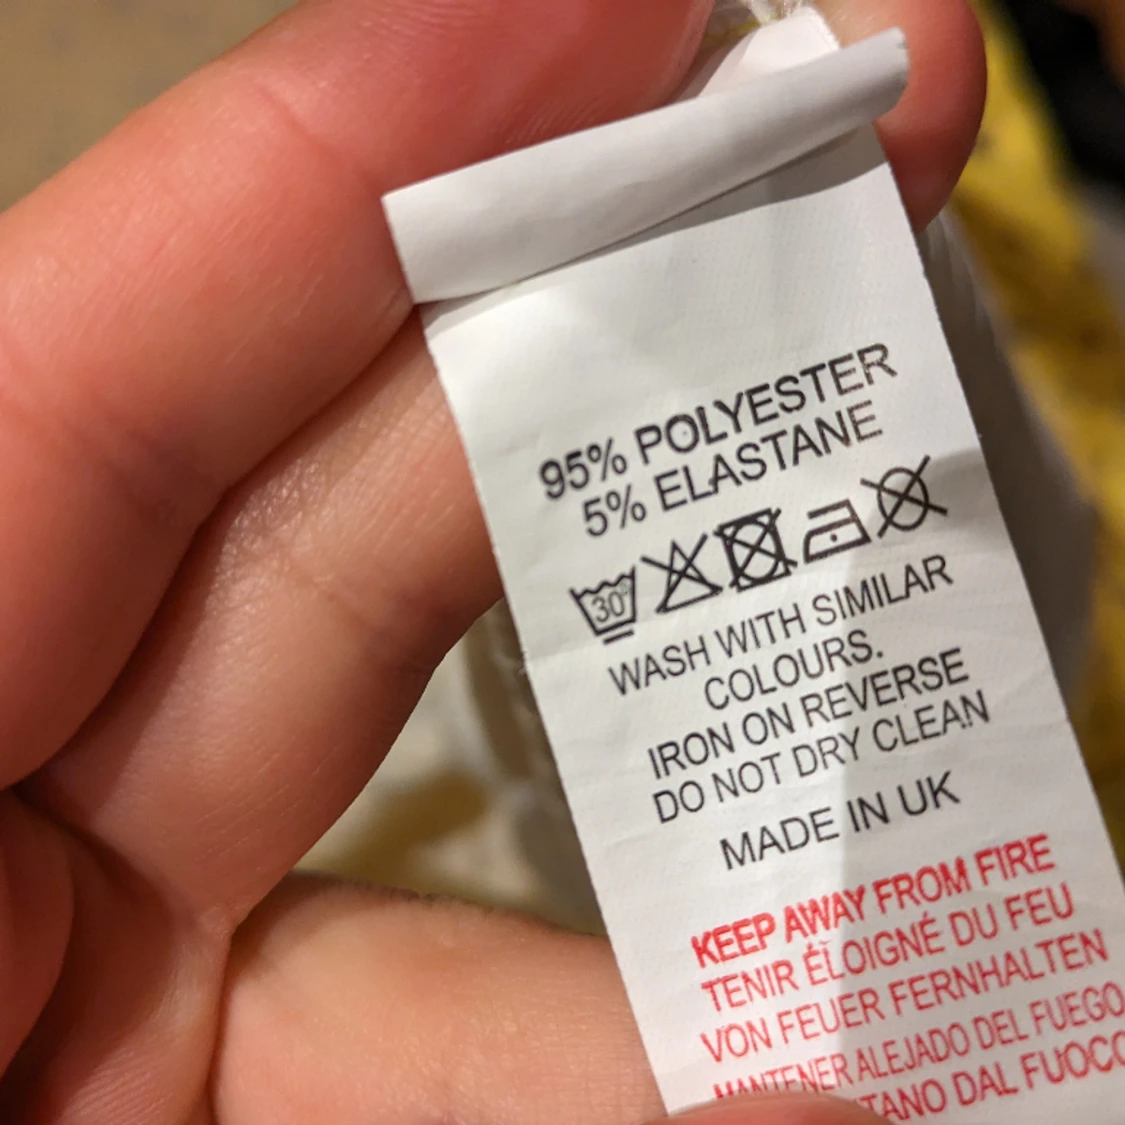 95% POLYESTER
5% ELASTANE
30°
WASH WITH SIMILAR
COLOURS.
IRON ON REVERSE
DO NOT DRY CLEAN
MADE IN UK
KEEP AWAY FROM FIRE
TENIR ÉLOIGNÉ DU FEU
VON FEUER FERNHALTEN
MANTENER ALEJADO DEL FUEGO
DAL FUOCO